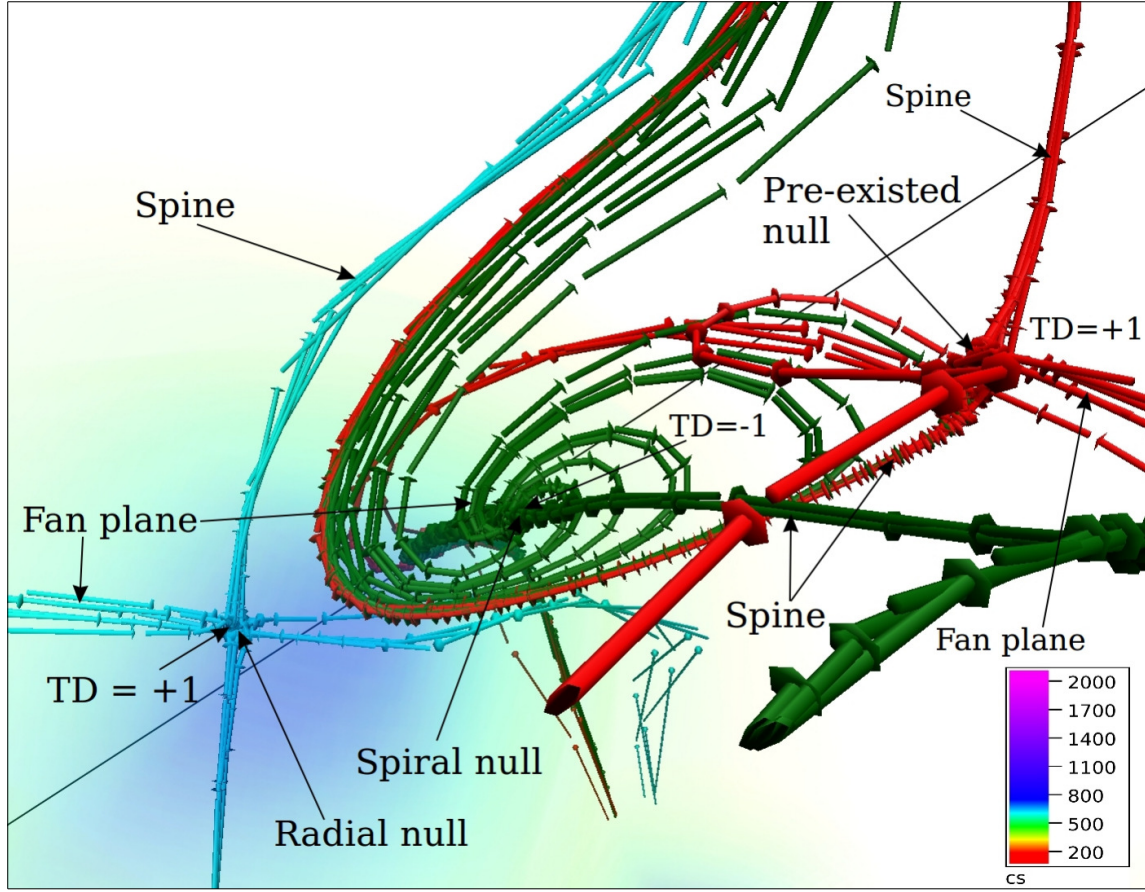 Spine
Pre-existed
null
Spine
TD=+1
TD=-1
Fan plane
Spine
Fan plane
TD = +1
Spiral null
Radial null
2000
1700
1400
1100
800
500
200
cs